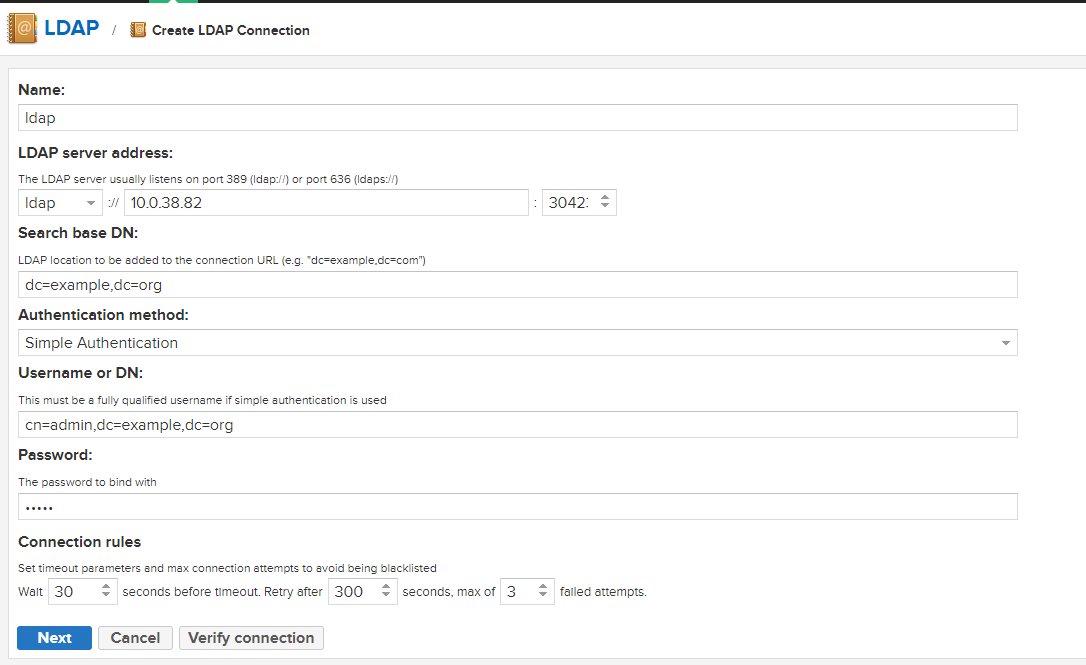 LDAP / Create LDAP Connection
Name:
ldap
LDAP server address:
The LDAP server usually listens on port 389 (ldap://) or port 636 (ldaps://)
ldap :// 10.0.38.82 : 3042
Search base DN:
LDAP location to be added to the connection URL (e.g. "dc=example,dc=com")
dc=example,dc=org
Authentication method:
Simple Authentication
Username or DN:
This must be a fully qualified username if simple authentication is used
cn=admin,dc=example,dc=org
Password:
The password to bind with
•••••
Connection rules
Set timeout parameters and max connection attempts to avoid being blacklisted
Wait 30 seconds before timeout. Retry after 300 seconds, max of 3 failed attempts.
Next Cancel Verify connection